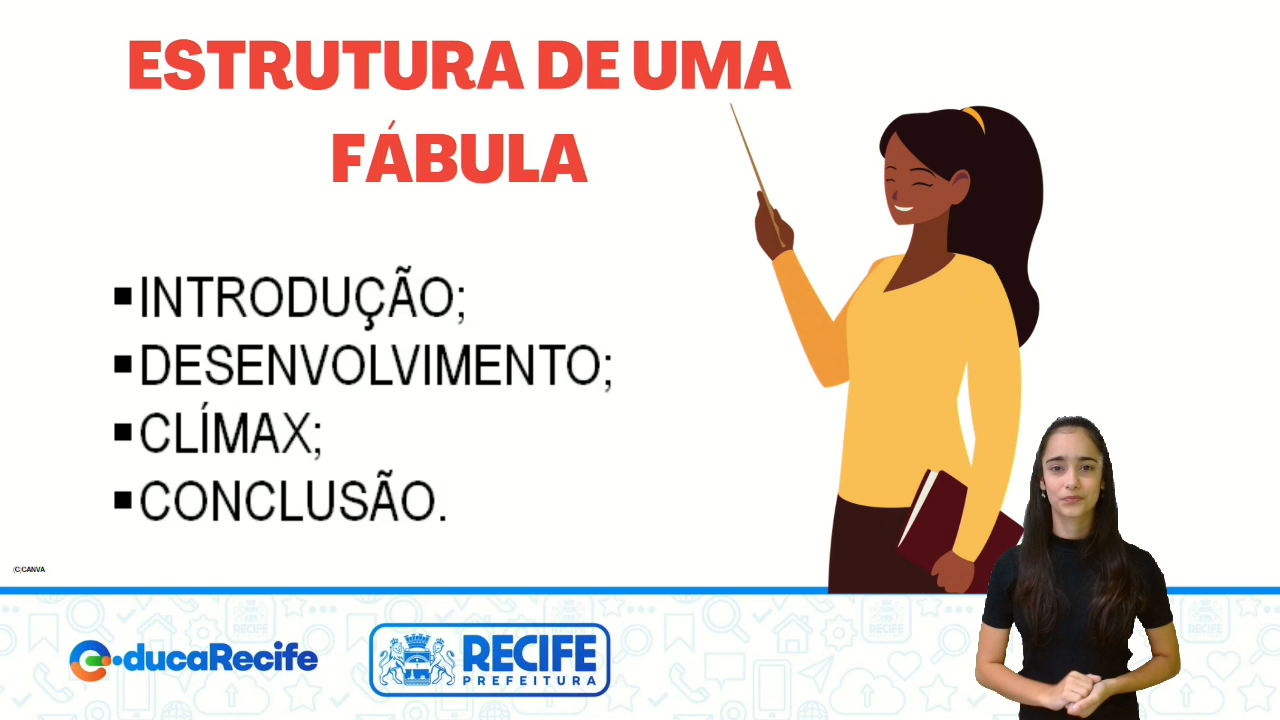 ESTRUTURA DE UMA
FÁBULA
▪INTRODUÇÃO;
▪DESENVOLVIMENTO;
▪CLÍMAX;
▪CONCLUSÃO.
(C)CANVA
educaRecife
RECIFE
PREFEITURA